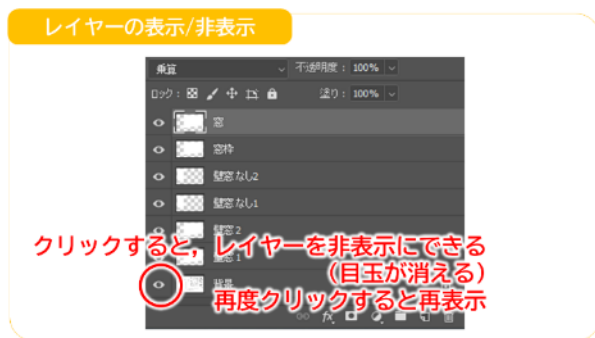 レイヤーの表示/非表示
乗算 不透明度： 100%
ロック： 塗り： 100%
窓
窓枠
壁窓なし2
壁窓なし1
壁窓2
壁窓1
クリックすると，レイヤーを非表示にできる
（目玉が消える）
背景
再度クリックすると再表示
fx